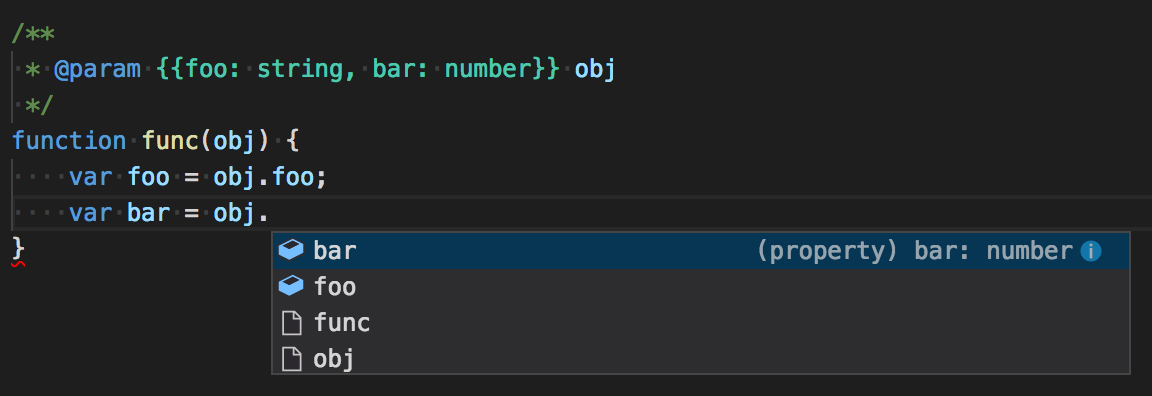 /**
 * @param {{foo: string, bar: number}} obj
 */
function func(obj) {
    var foo = obj.foo;
    var bar = obj.
}
bar (property) bar: number
foo
func
obj